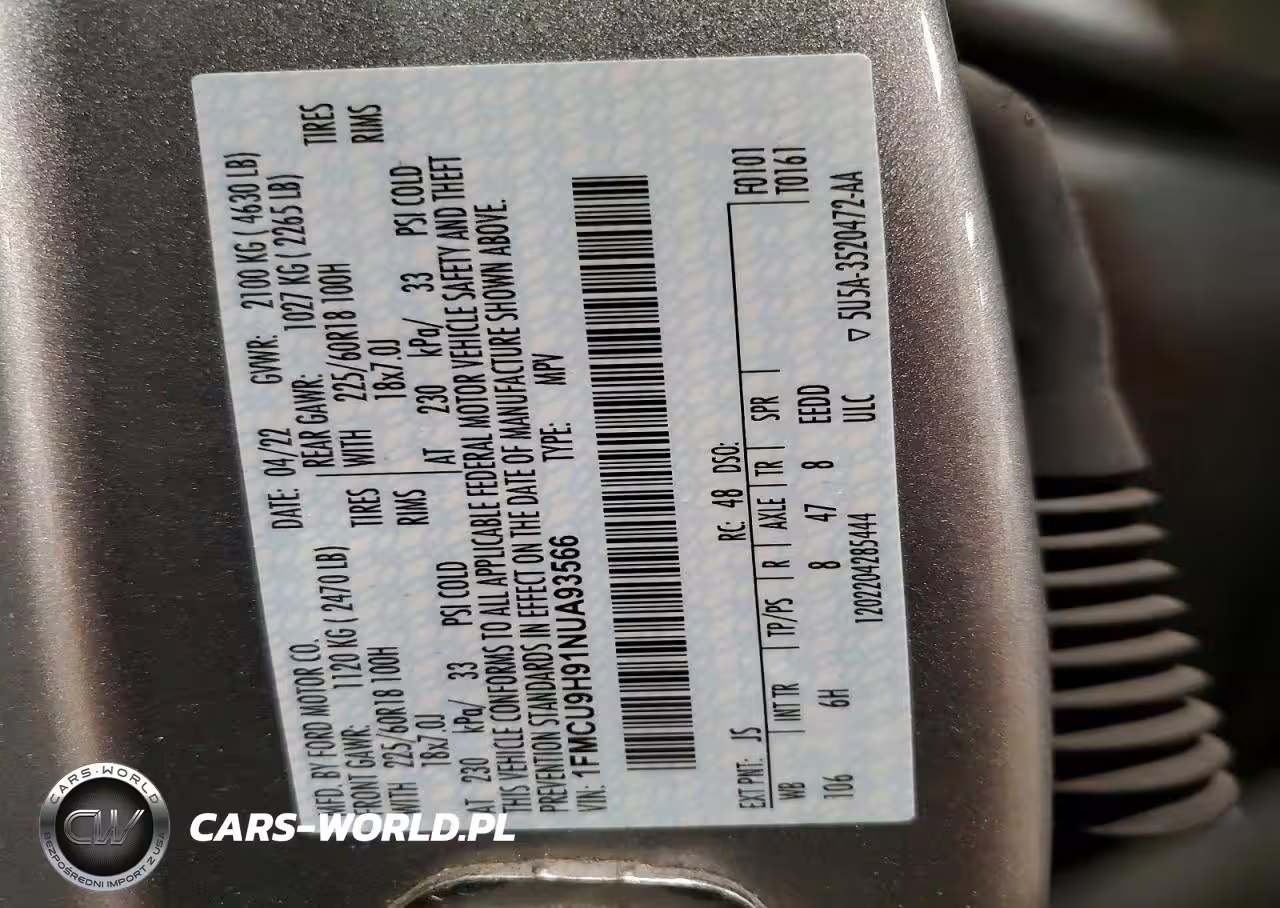 MFD. BY FORD MOTOR CO.
DATE: 04/22
GVWR: 2100 KG ( 4630 LB)
FRONT GAWR: 1120 KG ( 2470 LB)
REAR GAWR: 1027 KG ( 2265 LB)
WITH 225/60R18 100H TIRES
WITH 225/60R18 100H TIRES
18x7.0J RIMS
18x7.0J RIMS
AT 230 kPa/ 33 PSI COLD
AT 230 kPa/ 33 PSI COLD
THIS VEHICLE CONFORMS TO ALL APPLICABLE FEDERAL MOTOR VEHICLE SAFETY AND THEFT
PREVENTION STANDARDS IN EFFECT ON THE DATE OF MANUFACTURE SHOWN ABOVE.
VIN: 1FMCU9H91NUA93566
TYPE: MPV
EXT PNT: JS RC: 48 DSO: F0101
WB INT TR TP/PS R AXLE TR SPR T0161
106 6H 8 47 8 EEDD
1202204285444 ULC ▽ 5U5A-3520472-AA
CARS-WORLD
CW
BEZPOŚREDNI IMPORT Z USA
CARS-WORLD.PL